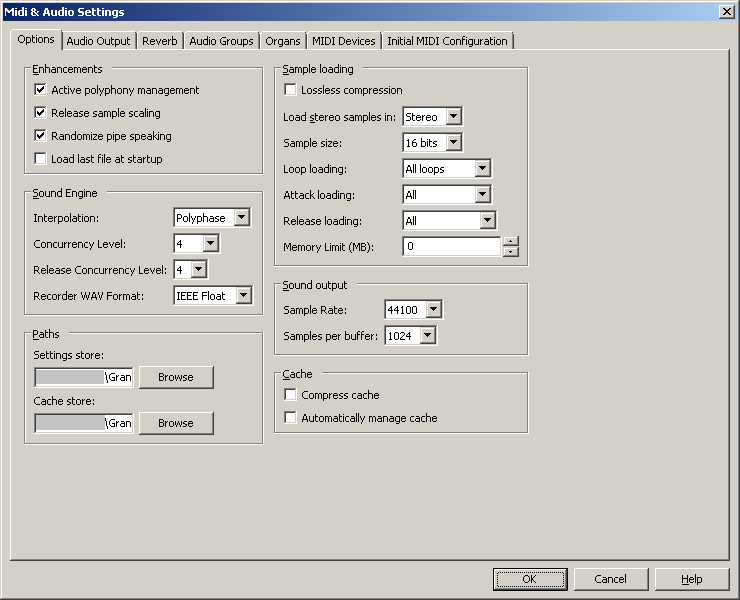 Midi & Audio Settings
Options Audio Output Reverb Audio Groups Organs MIDI Devices Initial MIDI Configuration
Enhancements
Active polyphony management
Release sample scaling
Randomize pipe speaking
Load last file at startup
Sound Engine
Interpolation: Polyphase
Concurrency Level: 4
Release Concurrency Level: 4
Recorder WAV Format: IEEE Float
Paths
Settings store:
\Gran Browse
Cache store:
\Gran Browse
Sample loading
Lossless compression
Load stereo samples in: Stereo
Sample size: 16 bits
Loop loading: All loops
Attack loading: All
Release loading: All
Memory Limit (MB): 0
Sound output
Sample Rate: 44100
Samples per buffer: 1024
Cache
Compress cache
Automatically manage cache
OK Cancel Help